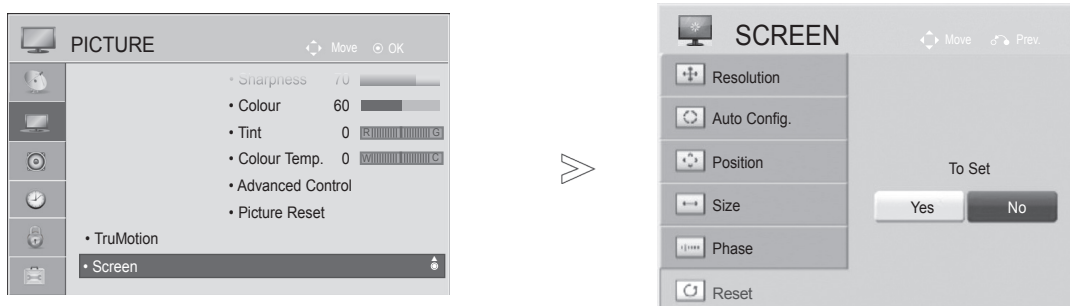 PICTURE
Move OK
• Sharpness 70
• Colour 60
• Tint 0 R G
• Colour Temp. 0 W C
• Advanced Control
• Picture Reset
• TruMotion
• Screen
SCREEN
Move Prev.
Resolution
Auto Config.
Position
Size
Phase
Reset
To Set
Yes No